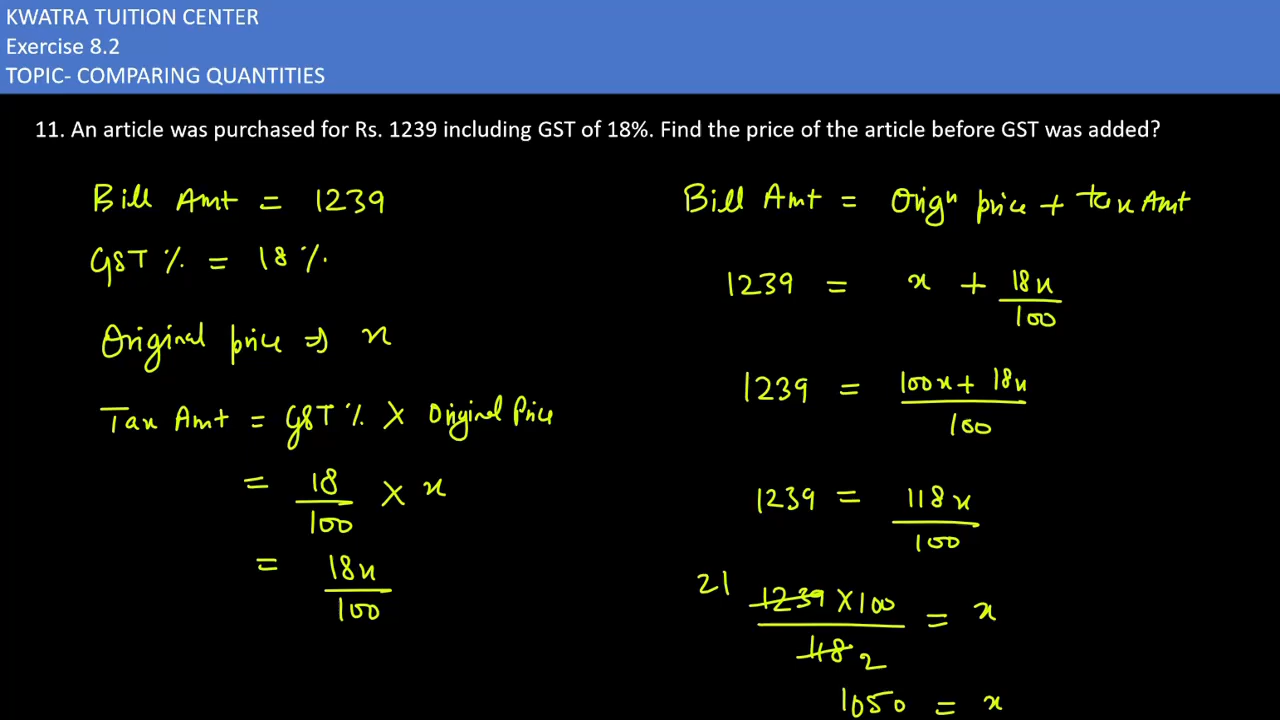 KWATRA TUITION CENTER
Exercise 8.2
TOPIC- COMPARING QUANTITIES
11. An article was purchased for Rs. 1239 including GST of 18%. Find the price of the article before GST was added?
Bill Amt = 1239
GST % = 18 %
Original price ⇒ x
Tax Amt = GST % × Original Price
= 18/100 × x
= 18x/100
Bill Amt = Orign price + tax Amt
1239 = x + 18x/100
1239 = 100x + 18x/100
1239 = 118x/100
21
1239 × 100/118 2 = x
1050 = x